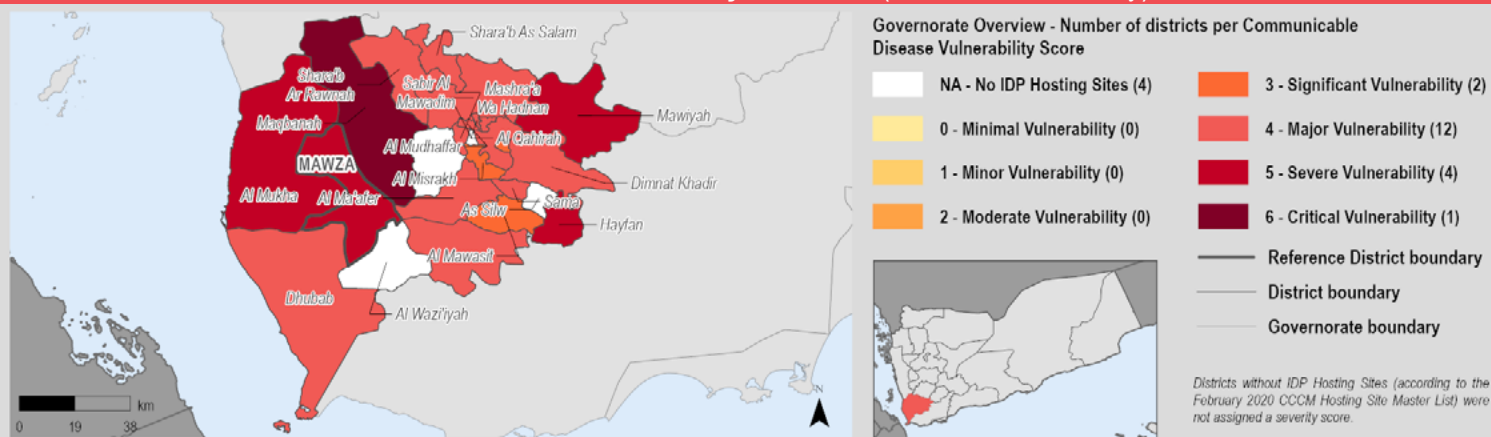 Shara'b As Salam
Shara'b
Ar Rawnah
Sabir Al
Mawadim
Mashra'a
Wa Hadnan
Maqbanah
Mawiyah
Al Mudhaffar
Al Qahirah
MAWZA
Al Misrakh
Dimnat Khadir
Al Mukha
Al Ma'afer
As Silw
Sama
Hayfan
Al Mawasit
Dhubab
Al Wazi'iyah
km
0 19 38
N
Governorate Overview - Number of districts per Communicable
Disease Vulnerability Score
NA - No IDP Hosting Sites (4)
0 - Minimal Vulnerability (0)
1 - Minor Vulnerability (0)
2 - Moderate Vulnerability (0)
3 - Significant Vulnerability (2)
4 - Major Vulnerability (12)
5 - Severe Vulnerability (4)
6 - Critical Vulnerability (1)
Reference District boundary
District boundary
Governorate boundary
Districts without IDP Hosting Sites (according to the
February 2020 CCCM Hosting Site Master List) were
not assigned a severity score.